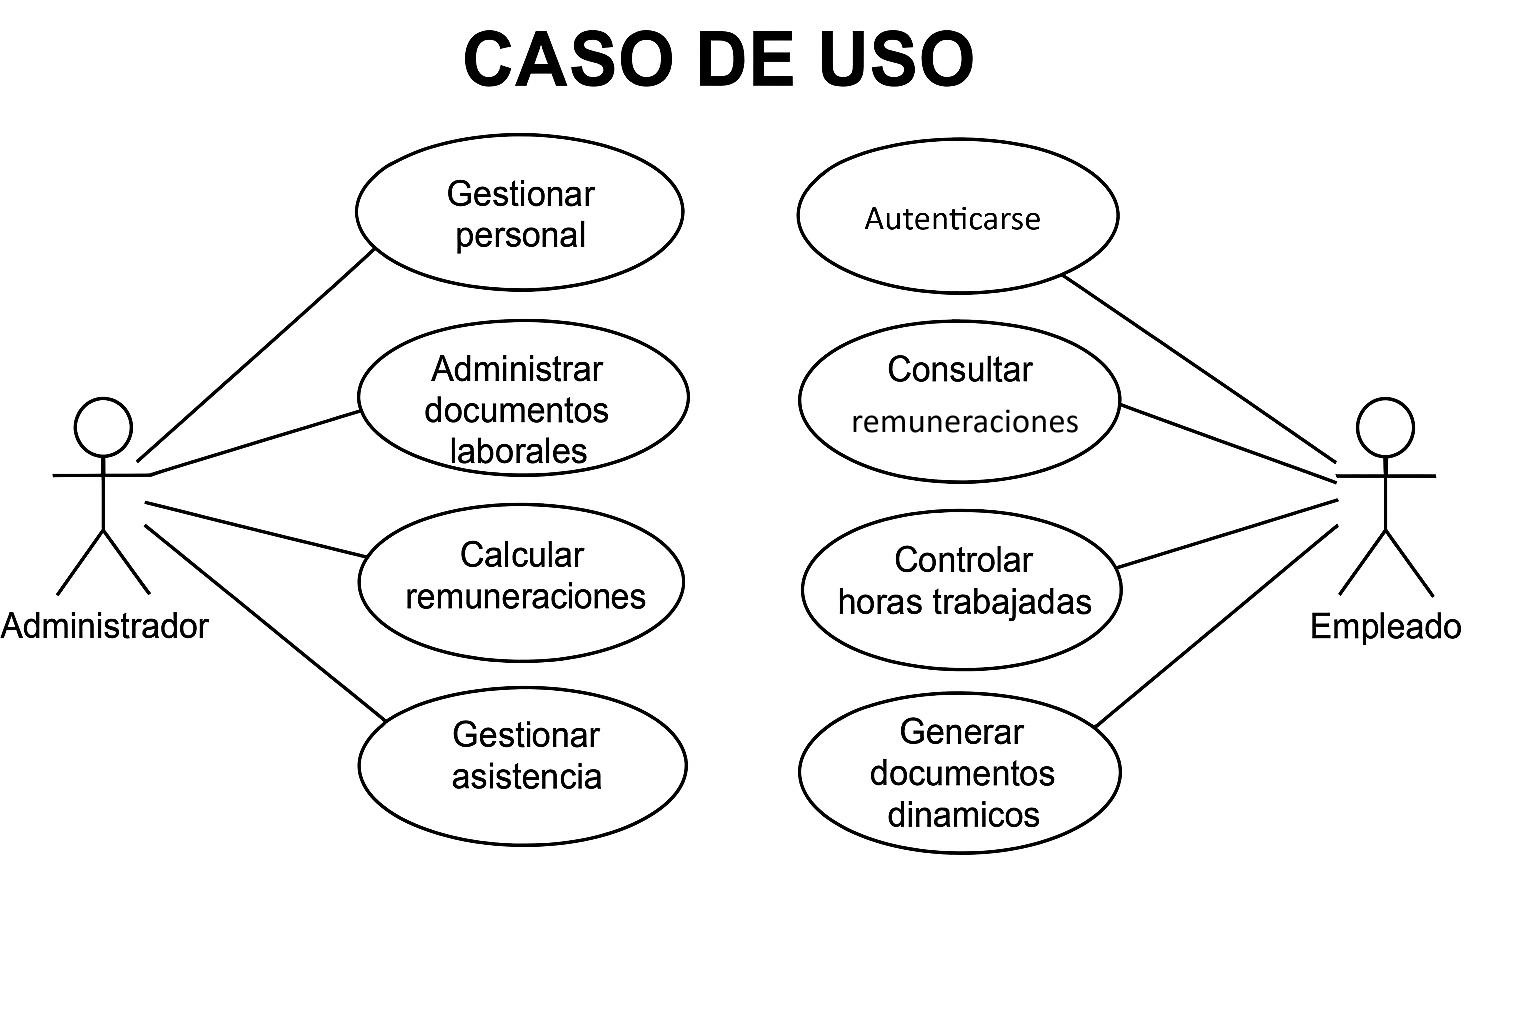 CASO DE USO
Gestionar
personal
Autenticarse
Administrar
documentos
laborales
Consultar
remuneraciones
Calcular
remuneraciones
Controlar
horas trabajadas
Administrador
Empleado
Gestionar
asistencia
Generar
documentos
dinamicos